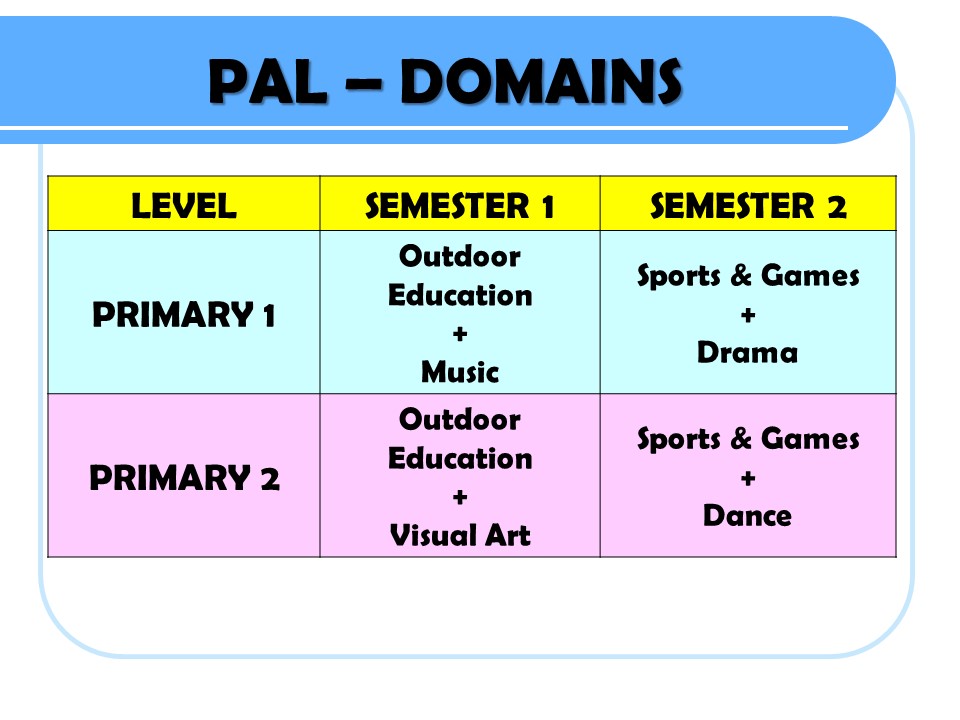 PAL – DOMAINS
LEVEL
SEMESTER 1
SEMESTER 2
PRIMARY 1
Outdoor
Education
+
Music
Sports & Games
+
Drama
PRIMARY 2
Outdoor
Education
+
Visual Art
Sports & Games
+
Dance